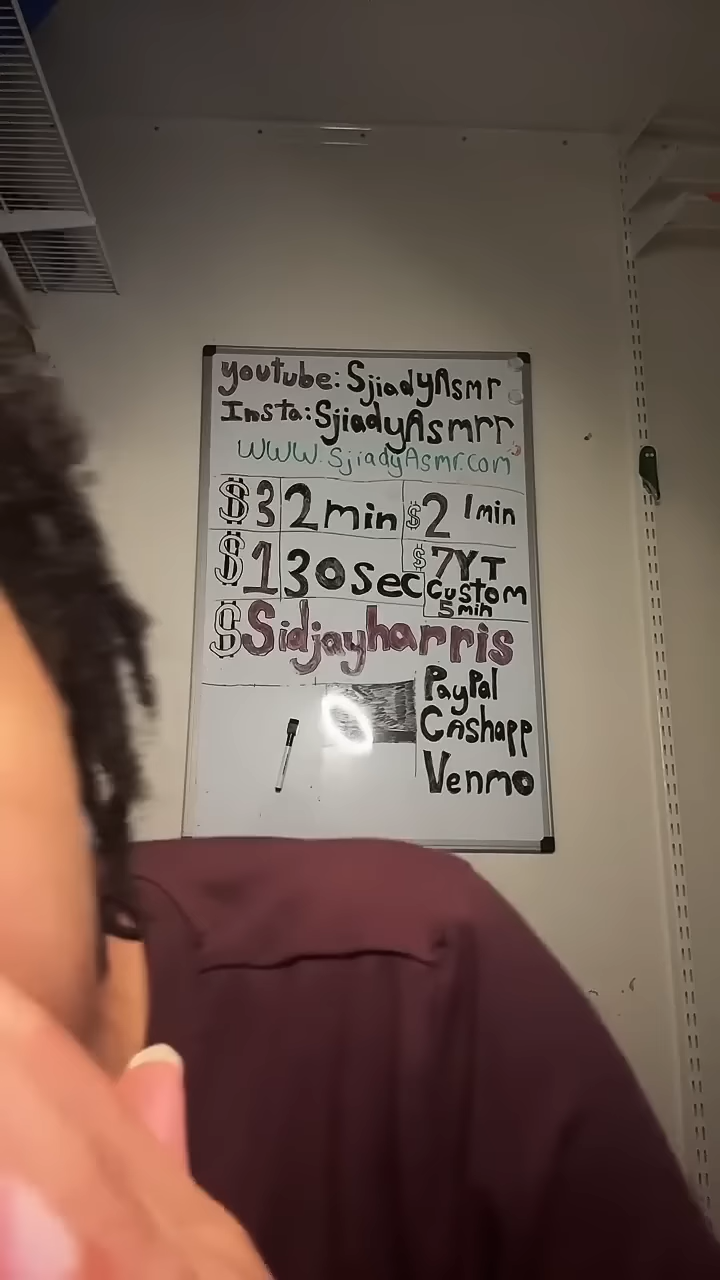 youtube: SjiadyAsmr
Insta: SjiadyAsmrr
www.SjiadyAsmr.com
$3 2min $2 1min
$1 30sec $7YT
Custom
5min
$Sidjayharris
PayPal
Cashapp
Venmo